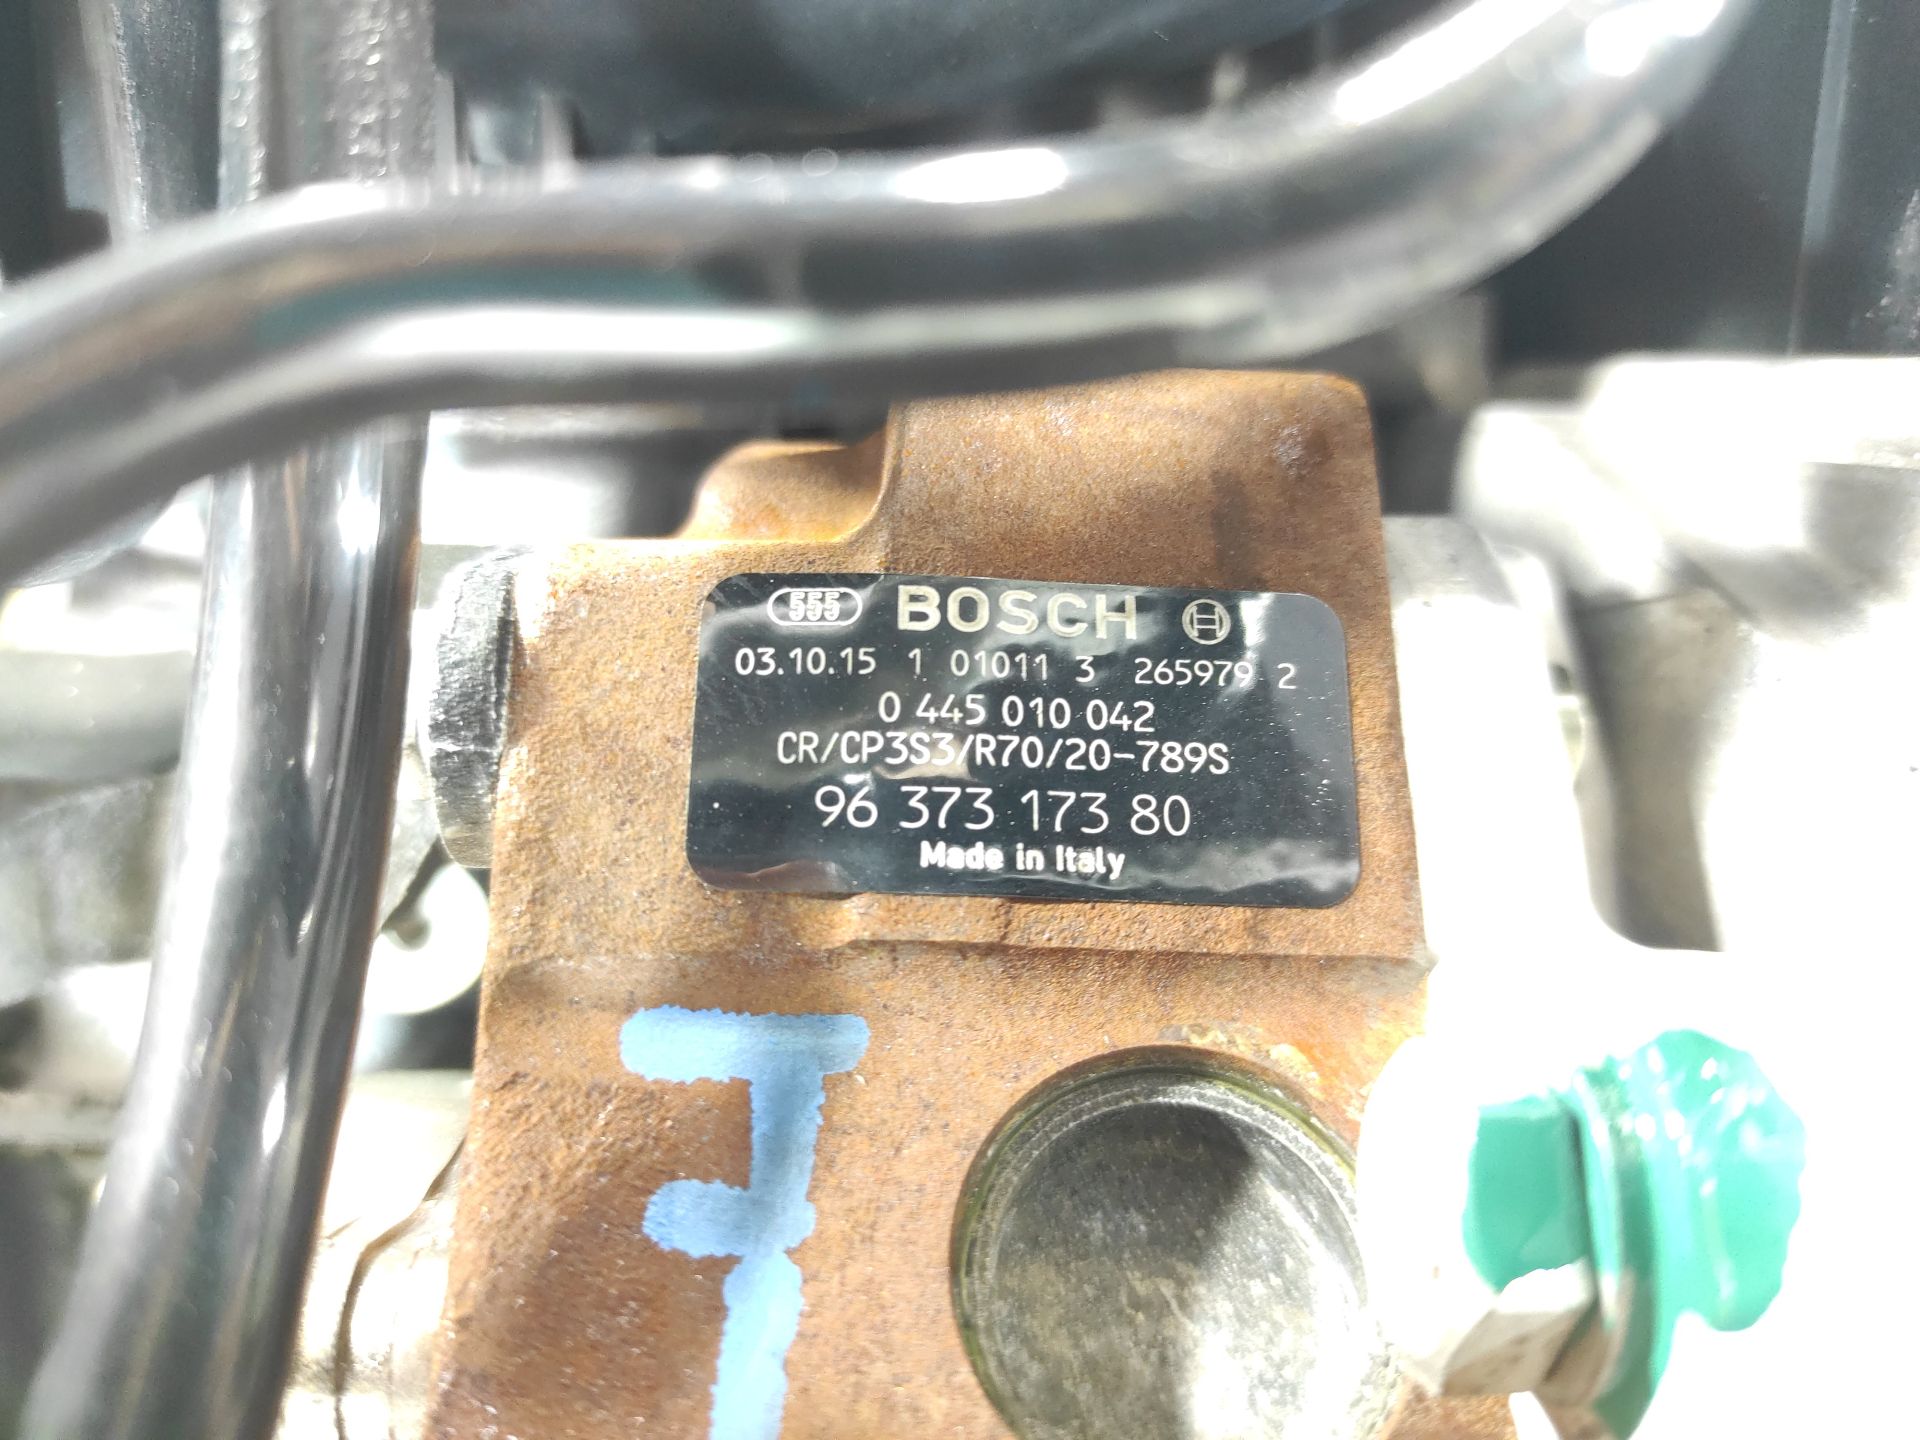 555 BOSCH
03.10.15 1 01011 3 265979 2
0 445 010 042
CR/CP3S3/R70/20-789S
96 373 173 80
Made in Italy